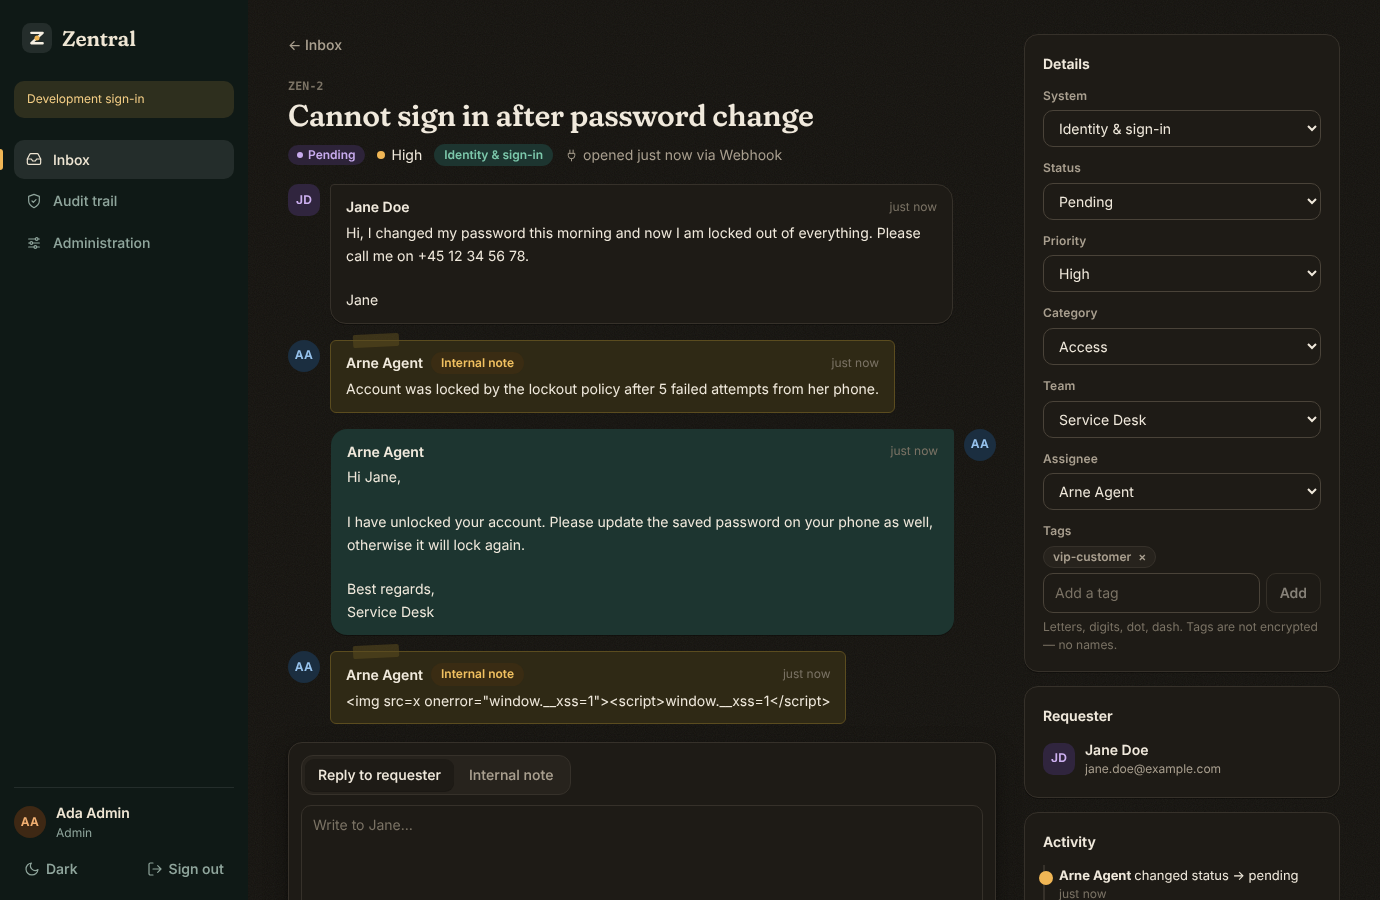 Zentral
Development sign-in
Inbox
Audit trail
Administration
Ada Admin
AA
Admin
Dark
Sign out
← Inbox
ZEN-2
Cannot sign in after password change
Pending High Identity & sign-in opened just now via Webhook
JD
Jane Doe just now
Hi, I changed my password this morning and now I am locked out of everything. Please
call me on +45 12 34 56 78.
Jane
AA
Arne Agent Internal note just now
Account was locked by the lockout policy after 5 failed attempts from her phone.
Arne Agent just now
AA
Hi Jane,
I have unlocked your account. Please update the saved password on your phone as well,
otherwise it will lock again.
Best regards,
Service Desk
AA
Arne Agent Internal note just now
<img src=x onerror="window.__xss=1"><script>window.__xss=1</script>
Reply to requester Internal note
Write to Jane...
Details
System
Identity & sign-in
Status
Pending
Priority
High
Category
Access
Team
Service Desk
Assignee
Arne Agent
Tags
vip-customer ×
Add a tag Add
Letters, digits, dot, dash. Tags are not encrypted
— no names.
Requester
JD
Jane Doe
jane.doe@example.com
Activity
Arne Agent changed status → pending
just now